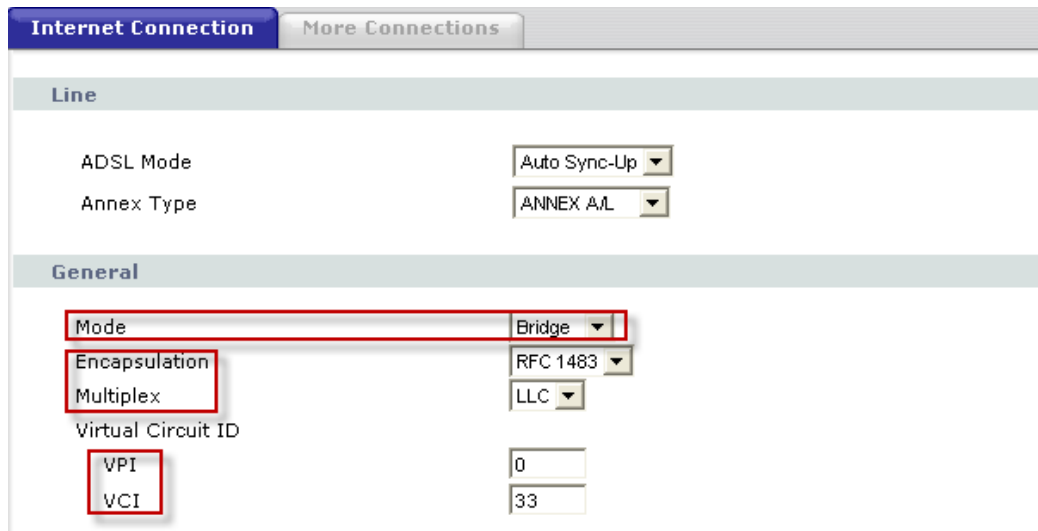 Internet Connection More Connections
Line
ADSL Mode Auto Sync-Up
Annex Type ANNEX A/L
General
Mode Bridge
Encapsulation RFC 1483
Multiplex LLC
Virtual Circuit ID
VPI 0
VCI 33